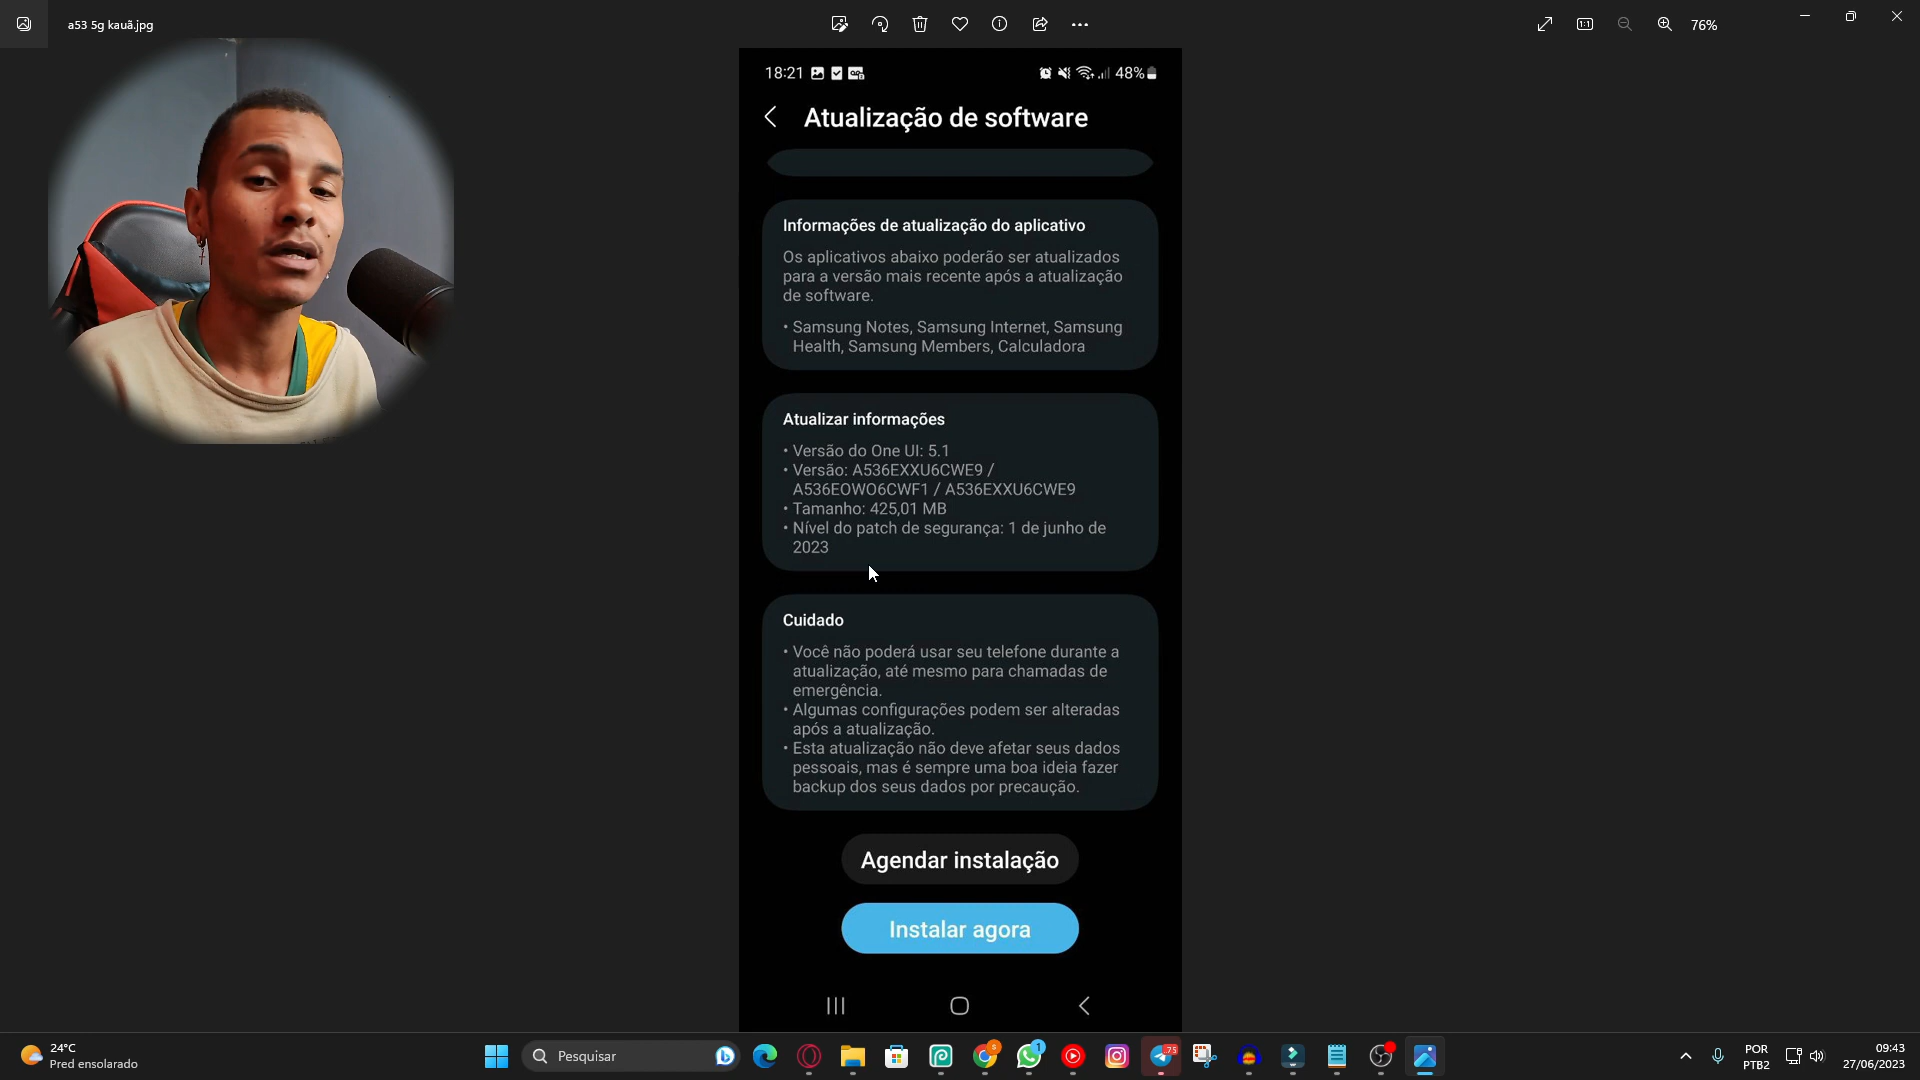 a53 5g kauã.jpg
76%
18:21
48%
Atualização de software
Informações de atualização do aplicativo
Os aplicativos abaixo poderão ser atualizados
para a versão mais recente após a atualização
de software.
• Samsung Notes, Samsung Internet, Samsung
Health, Samsung Members, Calculadora
Atualizar informações
• Versão do One UI: 5.1
• Versão: A536EXXU6CWE9 /
A536EOWO6CWF1 / A536EXXU6CWE9
• Tamanho: 425,01 MB
• Nível do patch de segurança: 1 de junho de
2023
Cuidado
• Você não poderá usar seu telefone durante a
atualização, até mesmo para chamadas de
emergência.
• Algumas configurações podem ser alteradas
após a atualização.
• Esta atualização não deve afetar seus dados
pessoais, mas é sempre uma boa ideia fazer
backup dos seus dados por precaução.
Agendar instalação
Instalar agora
24°C
Pred ensolarado
Pesquisar
1
75
POR
PTB2
09:43
27/06/2023